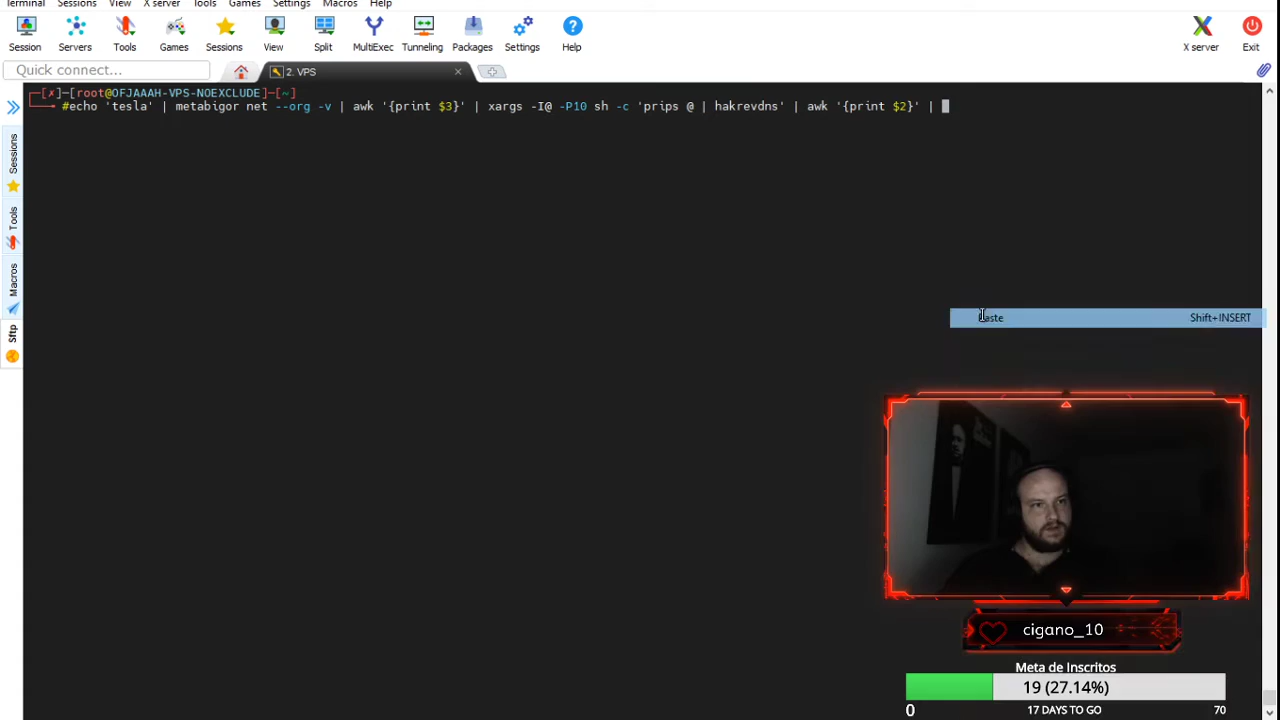 Terminal Sessions View X server Tools Games Settings Macros Help
Session Servers Tools Games Sessions View Split MultiExec Tunneling Packages Settings Help X server Exit
Quick connect...
2. VPS
┌─[✗]─[root@OFJAAAH-VPS-NOEXCLUDE]─[~]
└──╼ #echo 'tesla' | metabigor net --org -v | awk '{print $3}' | xargs -I@ -P10 sh -c 'prips @ | hakrevdns' | awk '{print $2}' |
Sessions
Tools
Macros
Sftp
Paste Shift+INSERT
cigano_10
Meta de Inscritos
19 (27.14%)
0 17 DAYS TO GO 70